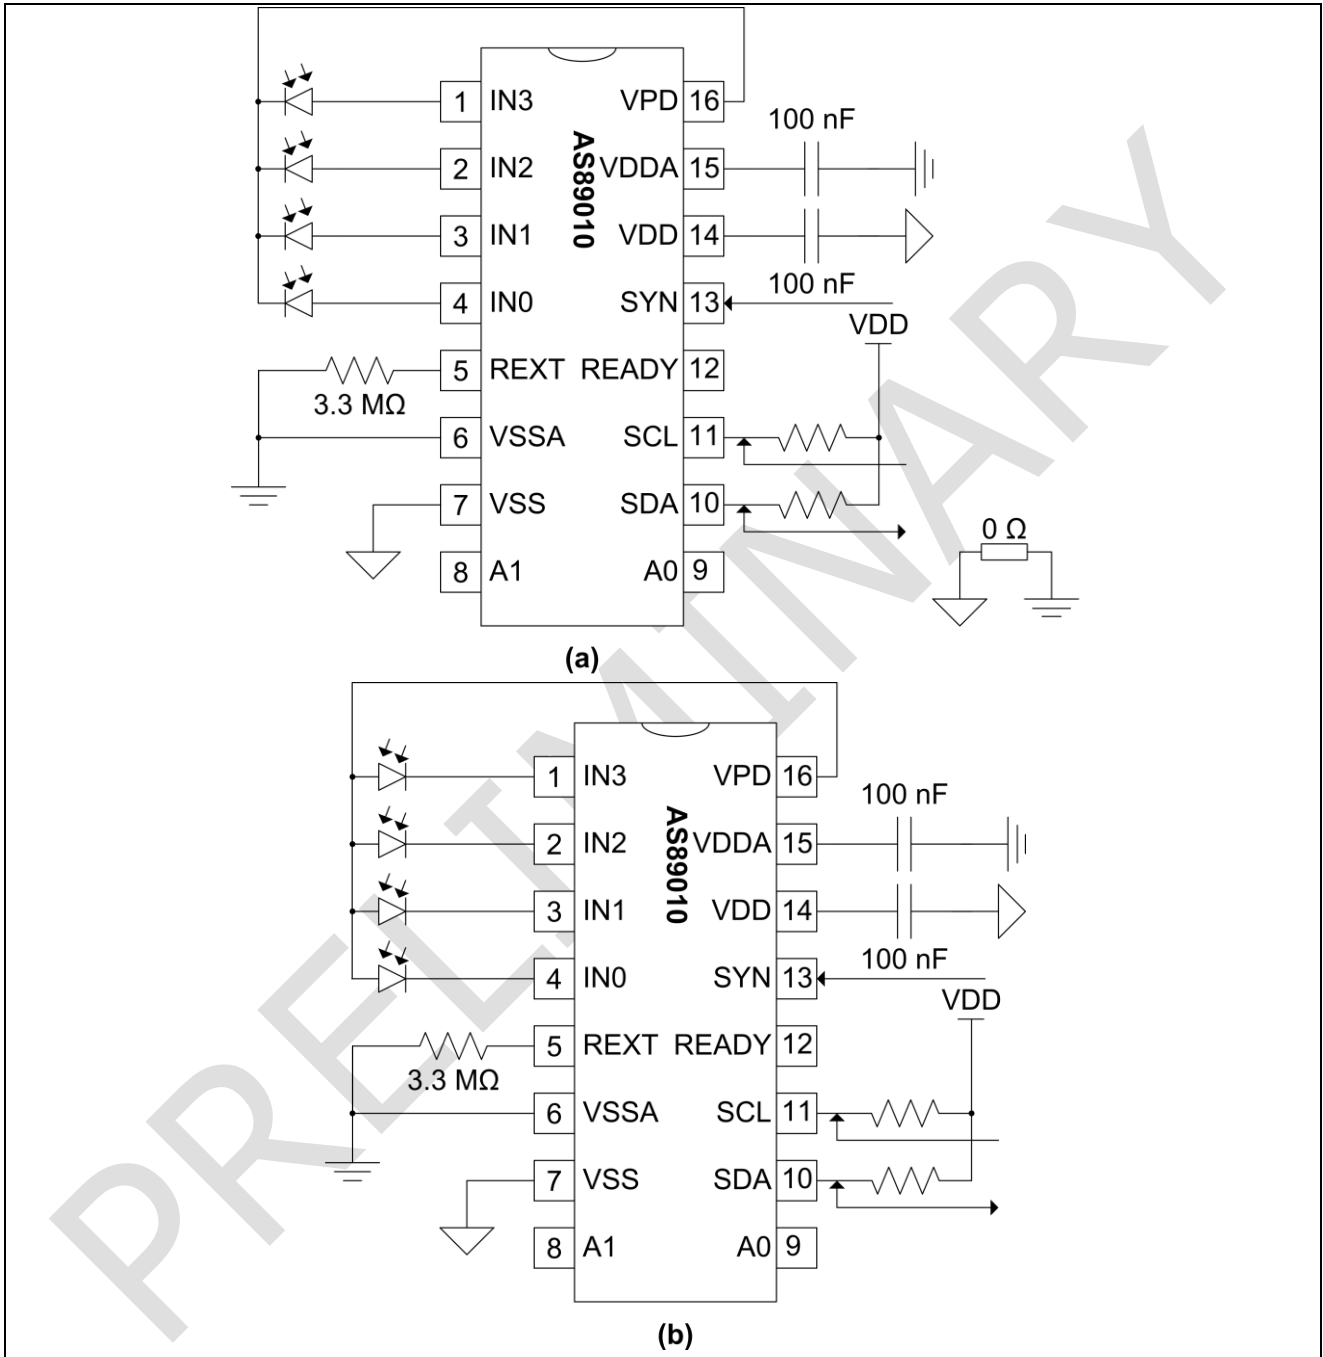 1 IN3 VPD 16
100 nF
2 IN2 VDDA 15
AS89010
3 IN1 VDD 14
100 nF
4 IN0 SYN 13
VDD
5 REXT READY 12
3.3 MΩ
6 VSSA SCL 11
7 VSS SDA 10
0 Ω
8 A1 A0 9
(a)
1 IN3 VPD 16
100 nF
2 IN2 VDDA 15
AS89010
3 IN1 VDD 14
100 nF
4 IN0 SYN 13
VDD
5 REXT READY 12
3.3 MΩ
6 VSSA SCL 11
7 VSS SDA 10
8 A1 A0 9
(b)
PRELIMINARY